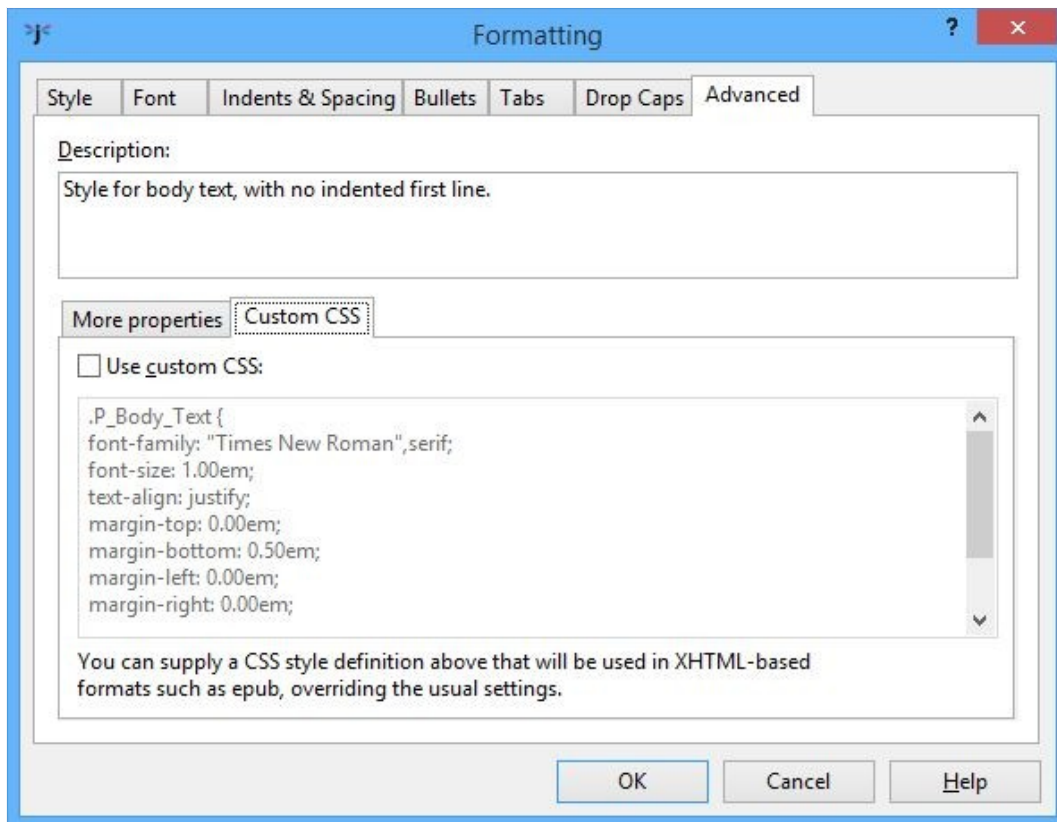 Formatting
?
Style Font Indents & Spacing Bullets Tabs Drop Caps Advanced
Description:
Style for body text, with no indented first line.
More properties Custom CSS
Use custom CSS:
.P_Body_Text {
font-family: "Times New Roman",serif;
font-size: 1.00em;
text-align: justify;
margin-top: 0.00em;
margin-bottom: 0.50em;
margin-left: 0.00em;
margin-right: 0.00em;
You can supply a CSS style definition above that will be used in XHTML-based
formats such as epub, overriding the usual settings.
OK Cancel Help